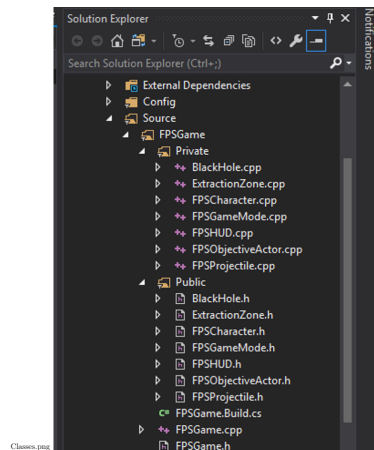 Solution Explorer
Notifications
Search Solution Explorer (Ctrl+;)
External Dependencies
Config
Source
FPSGame
Private
BlackHole.cpp
ExtractionZone.cpp
FPSCharacter.cpp
FPSGameMode.cpp
FPSHUD.cpp
FPSObjectiveActor.cpp
FPSProjectile.cpp
Public
BlackHole.h
ExtractionZone.h
FPSCharacter.h
FPSGameMode.h
FPSHUD.h
FPSObjectiveActor.h
FPSProjectile.h
C# FPSGame.Build.cs
FPSGame.cpp
Classes.png
FPSGame.h